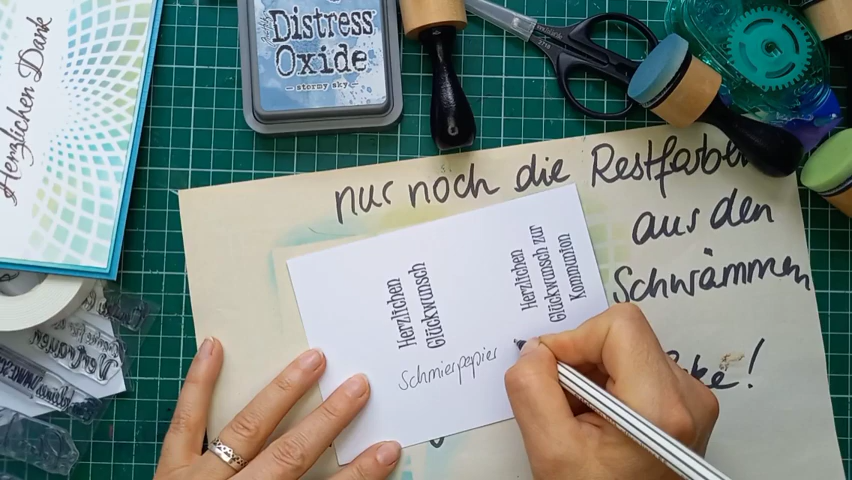 Herzlichen Dank
Distress
Oxide
stormy sky
nur noch die
aus den
Schwämmen
Herzlichen
Glückwunsch
Herzlichen
Glückwunsch zur
Kommunion
Schmierpapier
Vertrauen